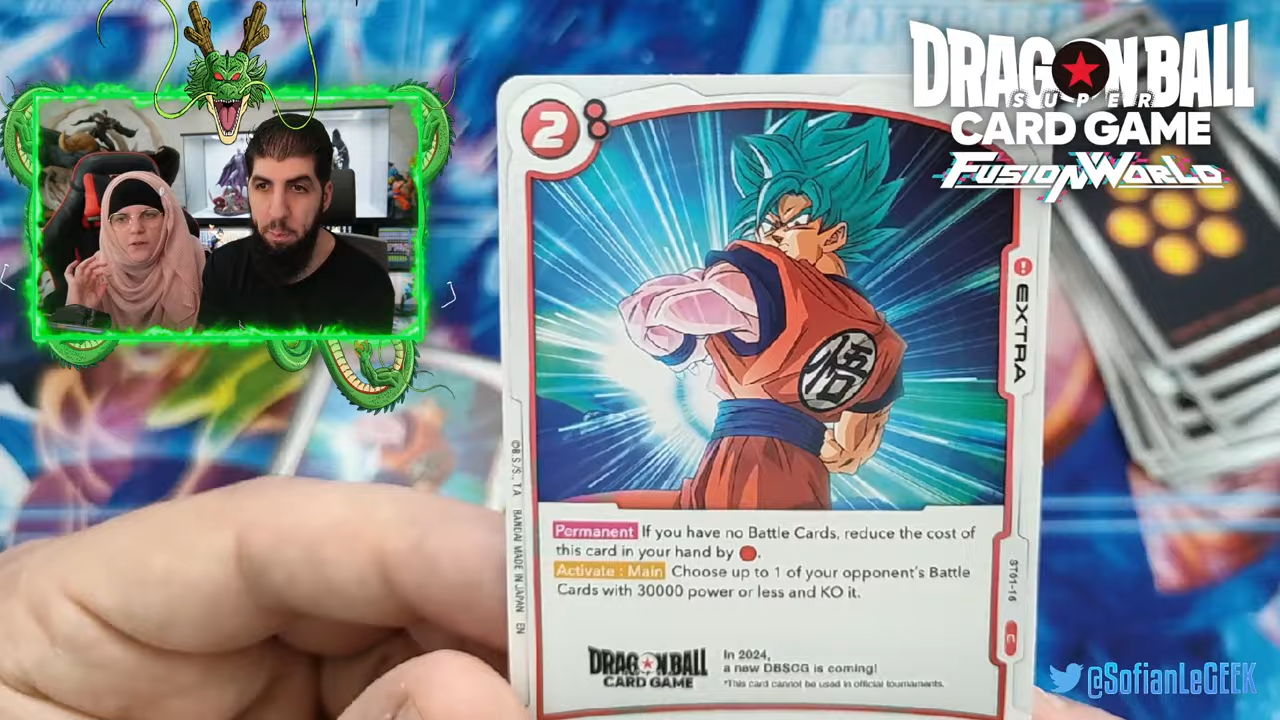 DRAGON BALL
SUPER
CARD GAME
FUSION WORLD
2
悟
EXTRA
Permanent If you have no Battle Cards, reduce the cost of
this card in your hand by .
Activate : Main Choose up to 1 of your opponent's Battle
Cards with 30000 power or less and KO it.
©B.S./S.,T.A. BANDAI MADE IN JAPAN EN
ST01-16
C
DRAGON BALL
CARD GAME
In 2024,
a new DBSCG is coming!
*This card cannot be used in official tournaments.
@SofianLeGEEK